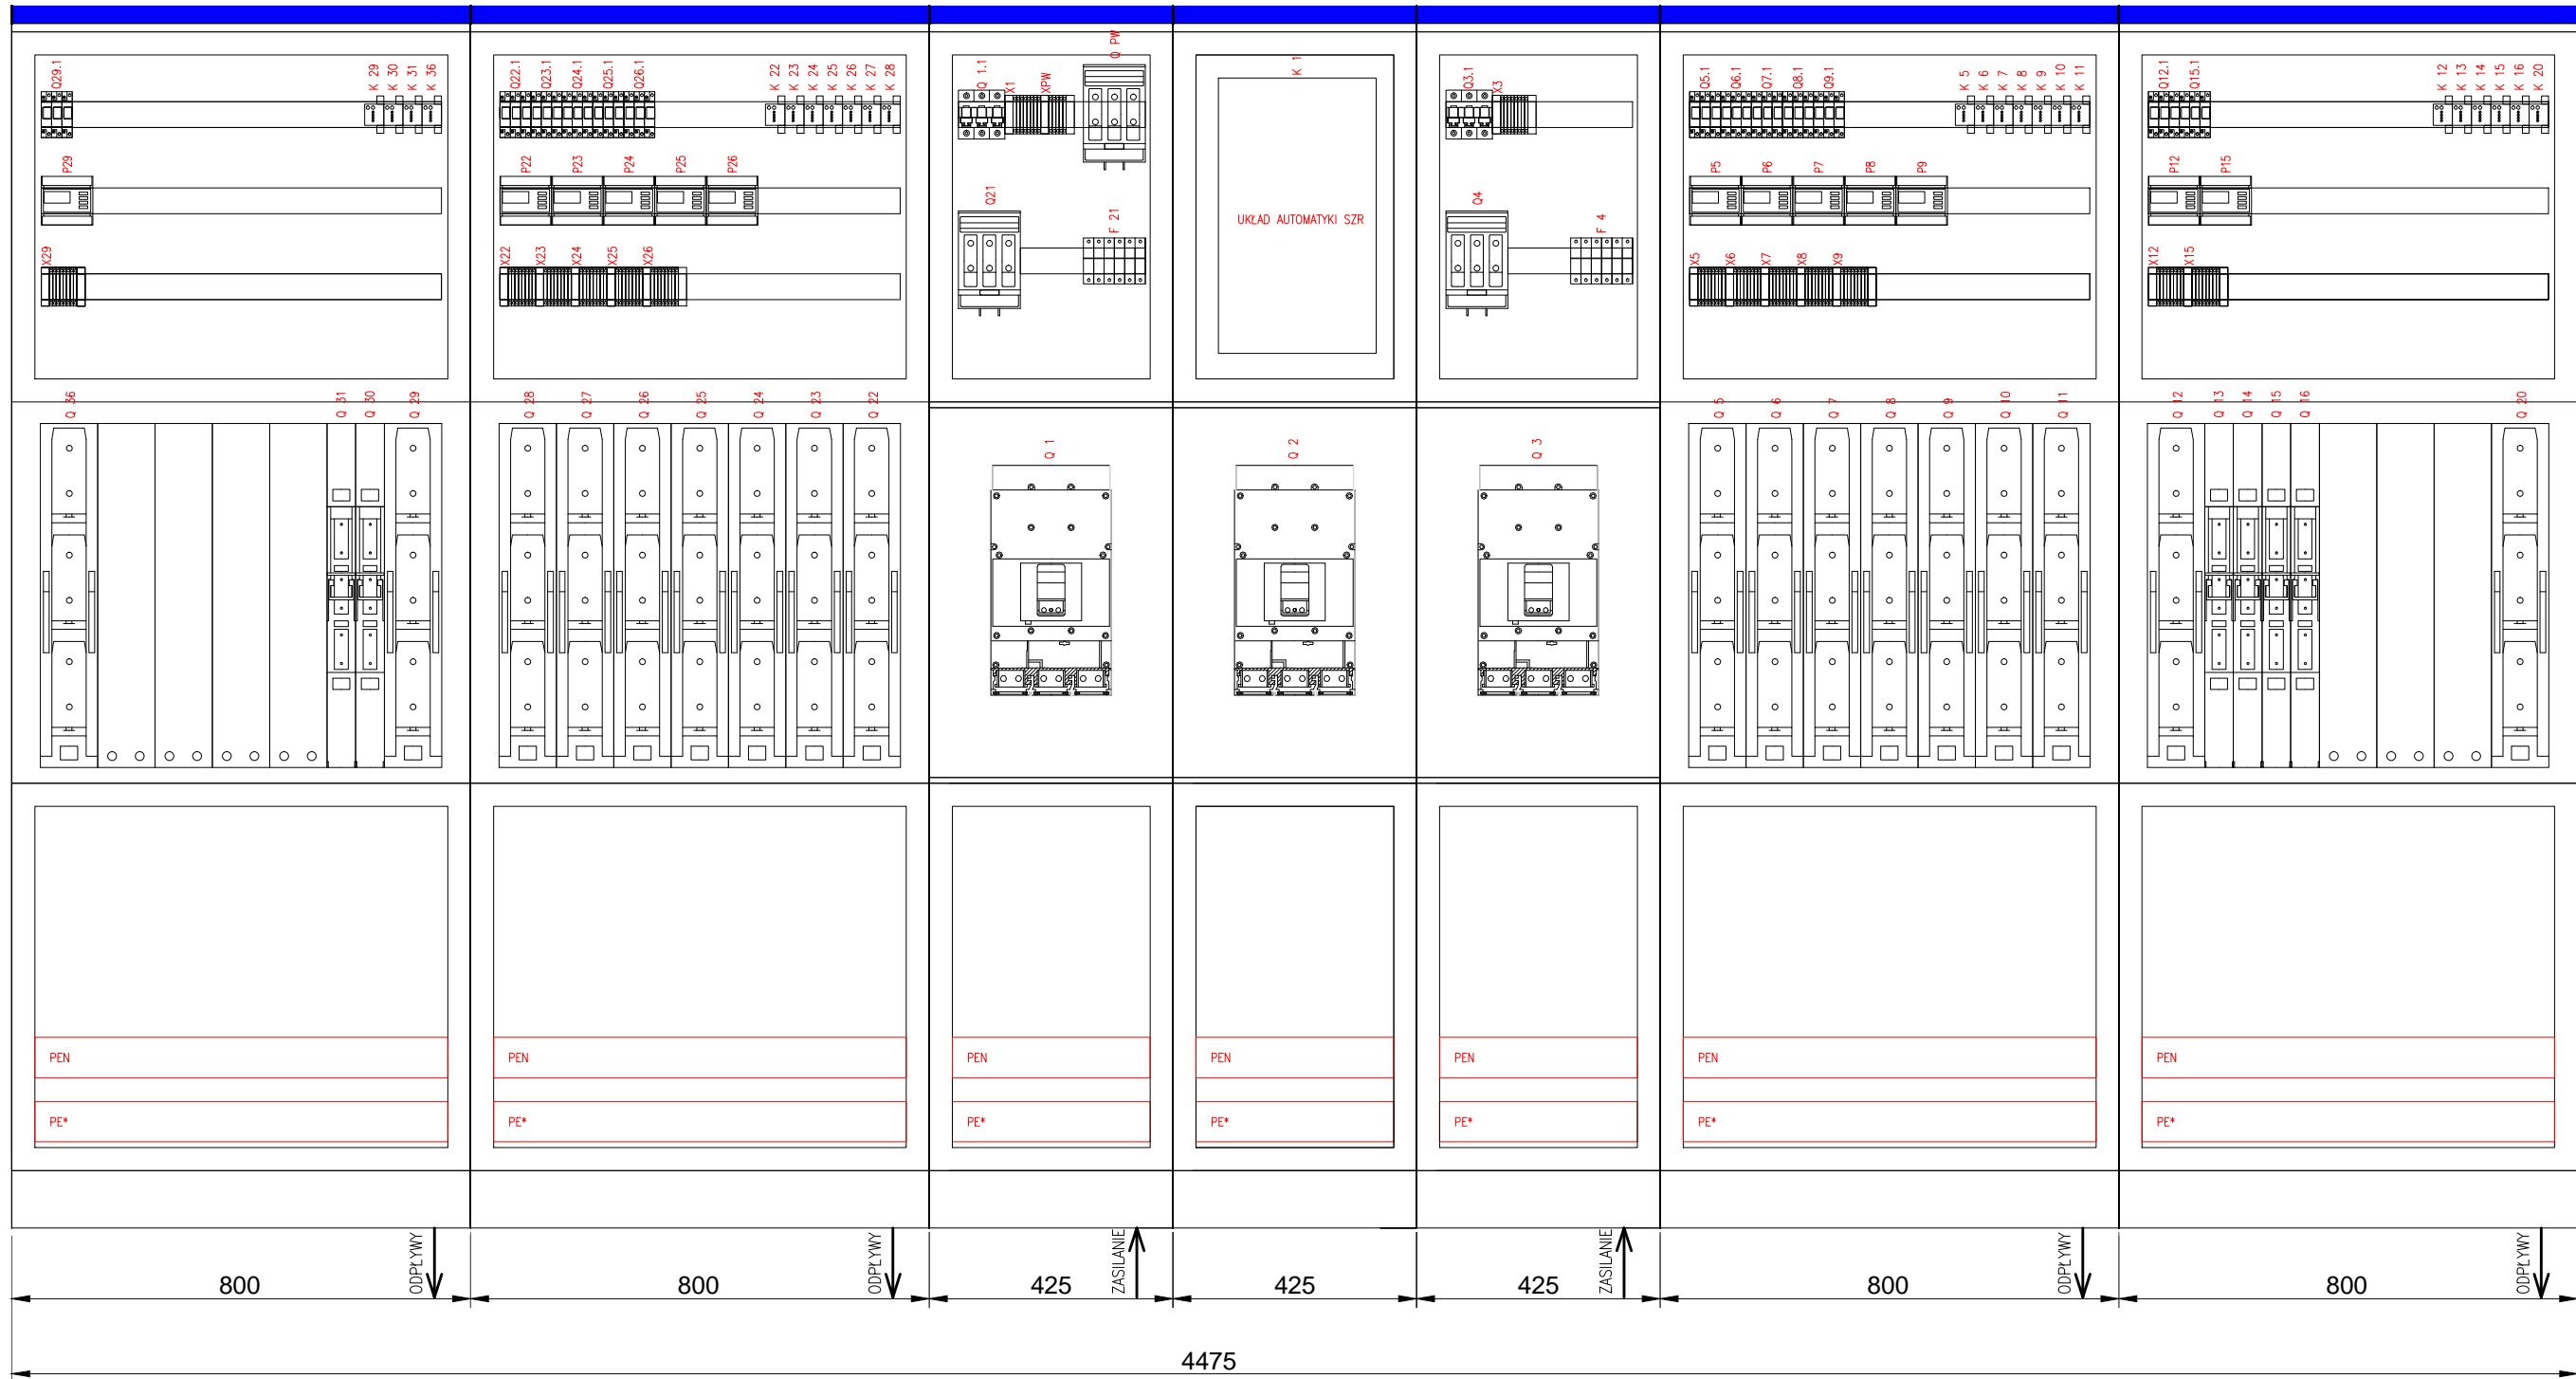 Q29.1
K 29
K 30
K 31
K 36
P29
X29
Q22.1
Q23.1
Q24.1
Q25.1
Q26.1
K 22
K 23
K 24
K 25
K 26
K 27
K 28
P22
P23
P24
P25
P26
X22
X23
X24
X25
X26
Q 1.1
X1
XPW
Q PW
Q21
F 21
K 1
UKŁAD AUTOMATYKI SZR
Q3.1
X3
Q4
F 4
Q5.1
Q6.1
Q7.1
Q8.1
Q9.1
K 5
K 6
K 7
K 8
K 9
K 10
K 11
P5
P6
P7
P8
P9
X5
X6
X7
X8
X9
Q12.1
Q15.1
K 12
K 13
K 14
K 15
K 16
K 20
P12
P15
X12
X15
Q 36
Q 31
Q 30
Q 29
Q 28
Q 27
Q 26
Q 25
Q 24
Q 23
Q 22
Q 1
Q 2
Q 3
Q 5
Q 6
Q 7
Q 8
Q 9
Q 10
Q 11
Q 12
Q 13
Q 14
Q 15
Q 16
Q 20
PEN
PEN
PEN
PEN
PEN
PEN
PEN
PE*
PE*
PE*
PE*
PE*
PE*
PE*
ODPŁYWY
ODPŁYWY
ZASILANIE
ZASILANIE
ODPŁYWY
ODPŁYWY
800
800
425
425
425
800
800
4475